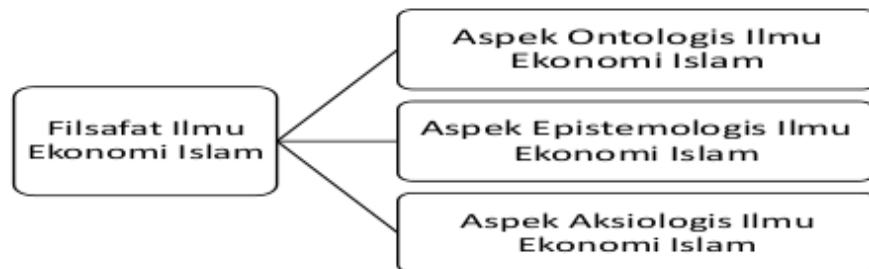 Filsafat Ilmu
Ekonomi Islam
Aspek Ontologis Ilmu
Ekonomi Islam
Aspek Epistemologis Ilmu
Ekonomi Islam
Aspek Aksiologis Ilmu
Ekonomi Islam